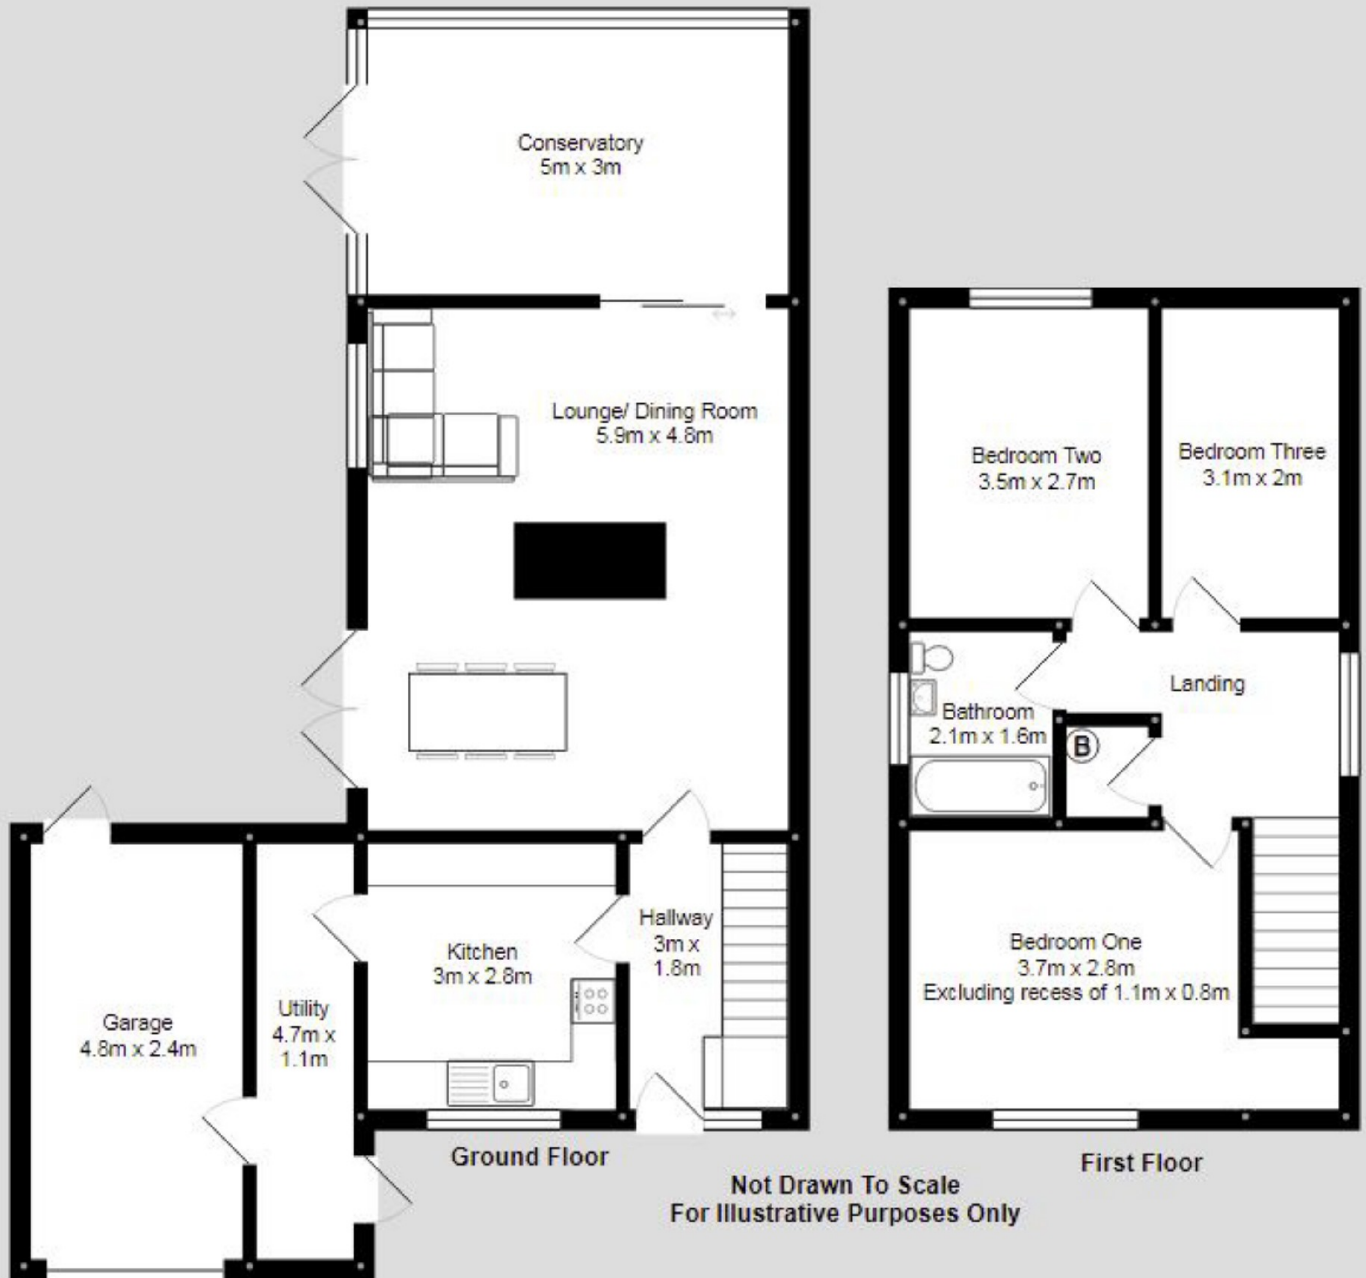 Conservatory
5m x 3m
Lounge/ Dining Room
5.9m x 4.8m
Bedroom Two
3.5m x 2.7m
Bedroom Three
3.1m x 2m
Landing
Bathroom
2.1m x 1.6m
B
Hallway
3m x
1.8m
Kitchen
3m x 2.8m
Utility
4.7m x
1.1m
Garage
4.8m x 2.4m
Bedroom One
3.7m x 2.8m
Excluding recess of 1.1m x 0.8m
Ground Floor
First Floor
Not Drawn To Scale
For Illustrative Purposes Only